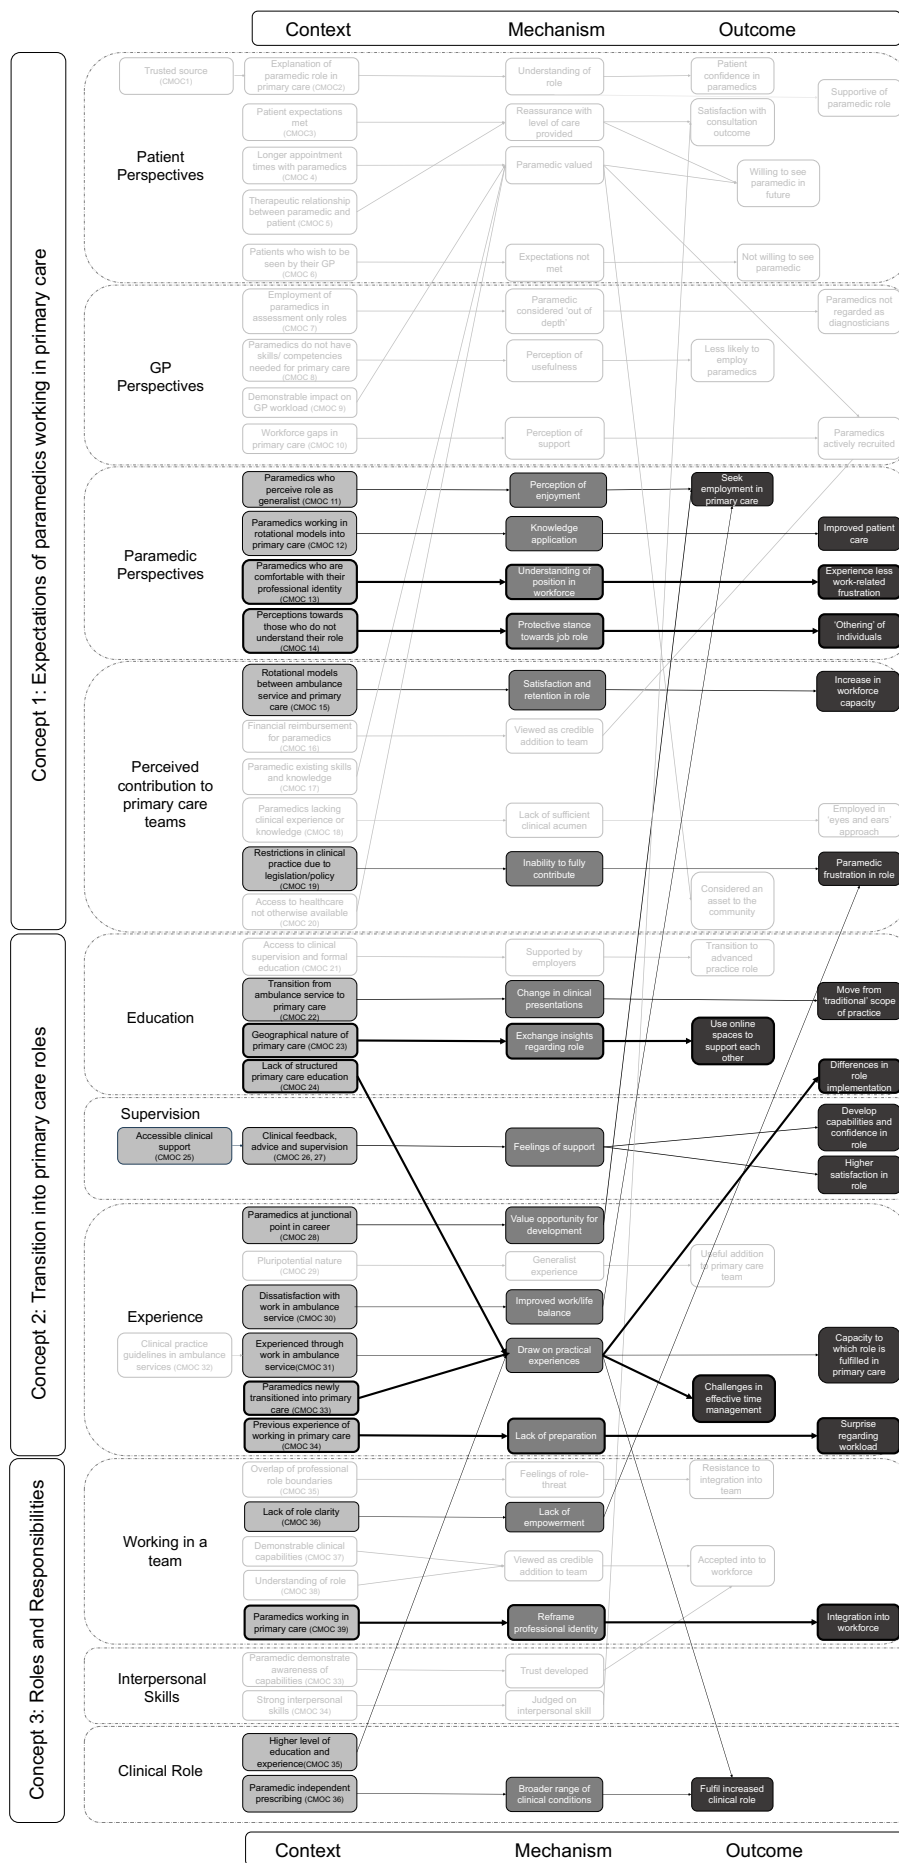 Context
Mechanism
Outcome
Concept 1: Expectations of paramedics working in primary care
Patient
Perspectives
Trusted source
(CMOC1)
Explanation of
paramedic role in
primary care (CMOC2)
Understanding of
role
Patient
confidence in
paramedics
Supportive of
paramedic role
Patient expectations
met
(CMOC3)
Reassurance with
level of care
provided
Satisfaction with
consultation
outcome
Longer appointment
times with paramedics
(CMOC 4)
Paramedic valued
Willing to see
paramedic in
future
Therapeutic relationship
between paramedic and
patient (CMOC 5)
Patients who wish to be
seen by their GP
(CMOC 6)
Expectations not
met
Not willing to see
paramedic
GP
Perspectives
Employment of
paramedics in
assessment only roles
(CMOC 7)
Paramedic
considered ‘out of
depth’
Paramedics not
regarded as
diagnosticians
Paramedics do not have
skills/ competencies
needed for primary care
(CMOC 8)
Perception of
usefulness
Less likely to
employ
paramedics
Demonstrable impact on
GP workload (CMOC 9)
Workforce gaps in
primary care (CMOC 10)
Perception of
support
Paramedics
actively recruited
Paramedic
Perspectives
Paramedics who
perceive role as
generalist (CMOC 11)
Perception of
enjoyment
Seek
employment in
primary care
Paramedics working in
rotational models into
primary care (CMOC 12)
Knowledge
application
Improved patient
care
Paramedics who are
comfortable with their
professional identity
(CMOC 13)
Understanding of
position in
workforce
Experience less
work-related
frustration
Perceptions towards
those who do not
understand their role
(CMOC 14)
Protective stance
towards job role
‘Othering’ of
individuals
Perceived
contribution to
primary care
teams
Rotational models
between ambulance
service and primary
care (CMOC 15)
Satisfaction and
retention in role
Increase in
workforce
capacity
Financial reimbursement
for paramedics
(CMOC 16)
Viewed as credible
addition to team
Paramedic existing skills
and knowledge
(CMOC 17)
Paramedics lacking
clinical experience or
knowledge (CMOC 18)
Lack of sufficient
clinical acumen
Employed in
‘eyes and ears’
approach
Restrictions in clinical
practice due to
legislation/policy
(CMOC 19)
Inability to fully
contribute
Paramedic
frustration in role
Access to healthcare
not otherwise available
(CMOC 20)
Considered an
asset to the
community
Concept 2: Transition into primary care roles
Education
Access to clinical
supervision and formal
education (CMOC 21)
Supported by
employers
Transition to
advanced
practice role
Transition from
ambulance service to
primary care
(CMOC 22)
Change in clinical
presentations
Move from
‘traditional’ scope
of practice
Geographical nature of
primary care (CMOC 23)
Exchange insights
regarding role
Use online
spaces to
support each
other
Lack of structured
primary care education
(CMOC 24)
Differences in
role
implementation
Supervision
Accessible clinical
support
(CMOC 25)
Clinical feedback,
advice and supervision
(CMOC 26, 27)
Feelings of support
Develop
capabilities and
confidence in
role
Higher
satisfaction in
role
Experience
Paramedics at junctional
point in career
(CMOC 28)
Value opportunity for
development
Pluripotential nature
(CMOC 29)
Generalist
experience
Useful addition
to primary care
team
Dissatisfaction with
work in ambulance
service (CMOC 30)
Improved work/life
balance
Clinical practice
guidelines in ambulance
services (CMOC 32)
Experienced through
work in ambulance
service(CMOC 31)
Draw on practical
experiences
Capacity to
which role is
fulfilled in
primary care
Paramedics newly
transitioned into primary
care (CMOC 33)
Challenges in
effective time
management
Previous experience of
working in primary care
(CMOC 34)
Lack of preparation
Surprise
regarding
workload
Concept 3: Roles and Responsibilities
Working in a
team
Overlap of professional
role boundaries
(CMOC 35)
Feelings of role-
threat
Resistance to
integration into
team
Lack of role clarity
(CMOC 36)
Lack of
empowerment
Demonstrable clinical
capabilities (CMOC 37)
Viewed as credible
addition to team
Accepted into to
workforce
Understanding of role
(CMOC 38)
Paramedics working in
primary care (CMOC 39)
Reframe
professional identity
Integration into
workforce
Interpersonal
Skills
Paramedic demonstrate
awareness of
capabilities (CMOC 33)
Trust developed
Strong interpersonal
skills (CMOC 34)
Judged on
interpersonal skill
Clinical Role
Higher level of
education and
experience(CMOC 35)
Paramedic independent
prescribing (CMOC 36)
Broader range of
clinical conditions
Fulfil increased
clinical role
Context
Mechanism
Outcome